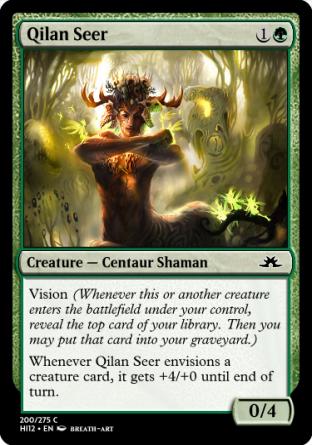 Qilan Seer 1
Creature — Centaur Shaman
Vision (Whenever this or another creature
enters the battlefield under your control,
reveal the top card of your library. Then you
may put that card into your graveyard.)
Whenever Qilan Seer envisions a
creature card, it gets +4/+0 until end of
turn.
0/4
200/275 C
HI12 • EN BREATH-ART